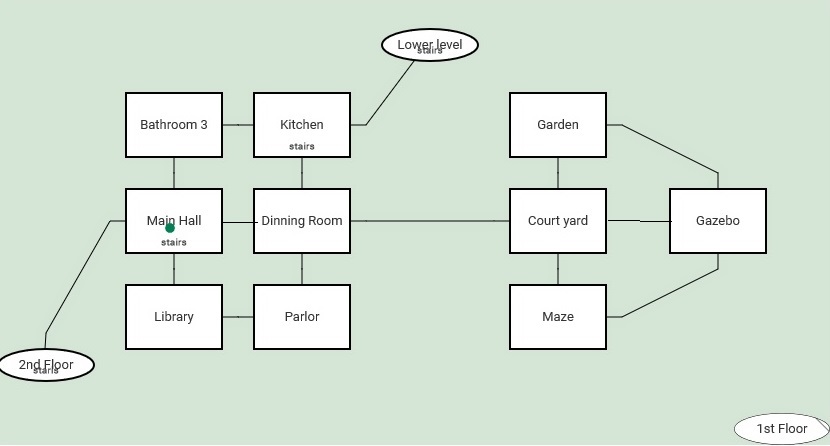 Lower level
stairs
Bathroom 3
Kitchen
stairs
Garden
Main Hall
stairs
Dinning Room
Court yard
Gazebo
Library
Parlor
Maze
2nd Floor
stairs
1st Floor